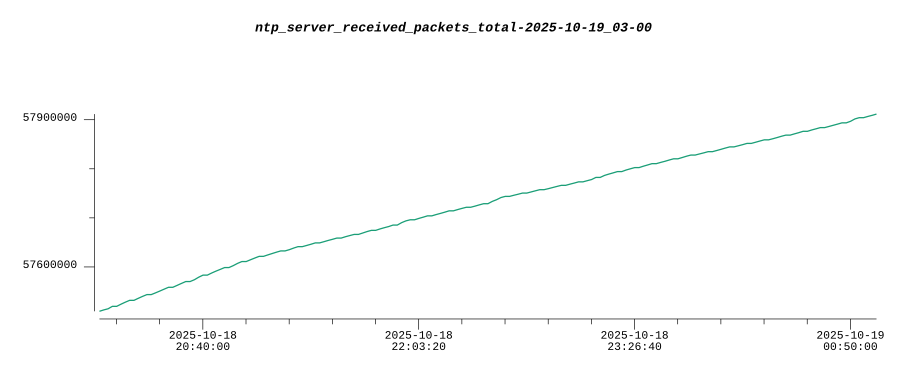 ntp_server_received_packets_total-2025-10-19_03-00
57900000
57600000
2025-10-18 2025-10-18 2025-10-18 2025-10-19
20:40:00 22:03:20 23:26:40 00:50:00